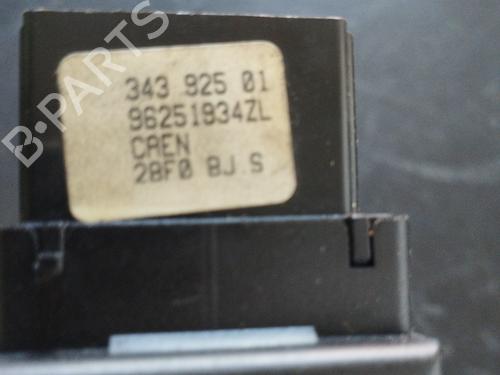 B-PARTS
343 925 01
96251934ZL
CAEN
28F0 BJ.S